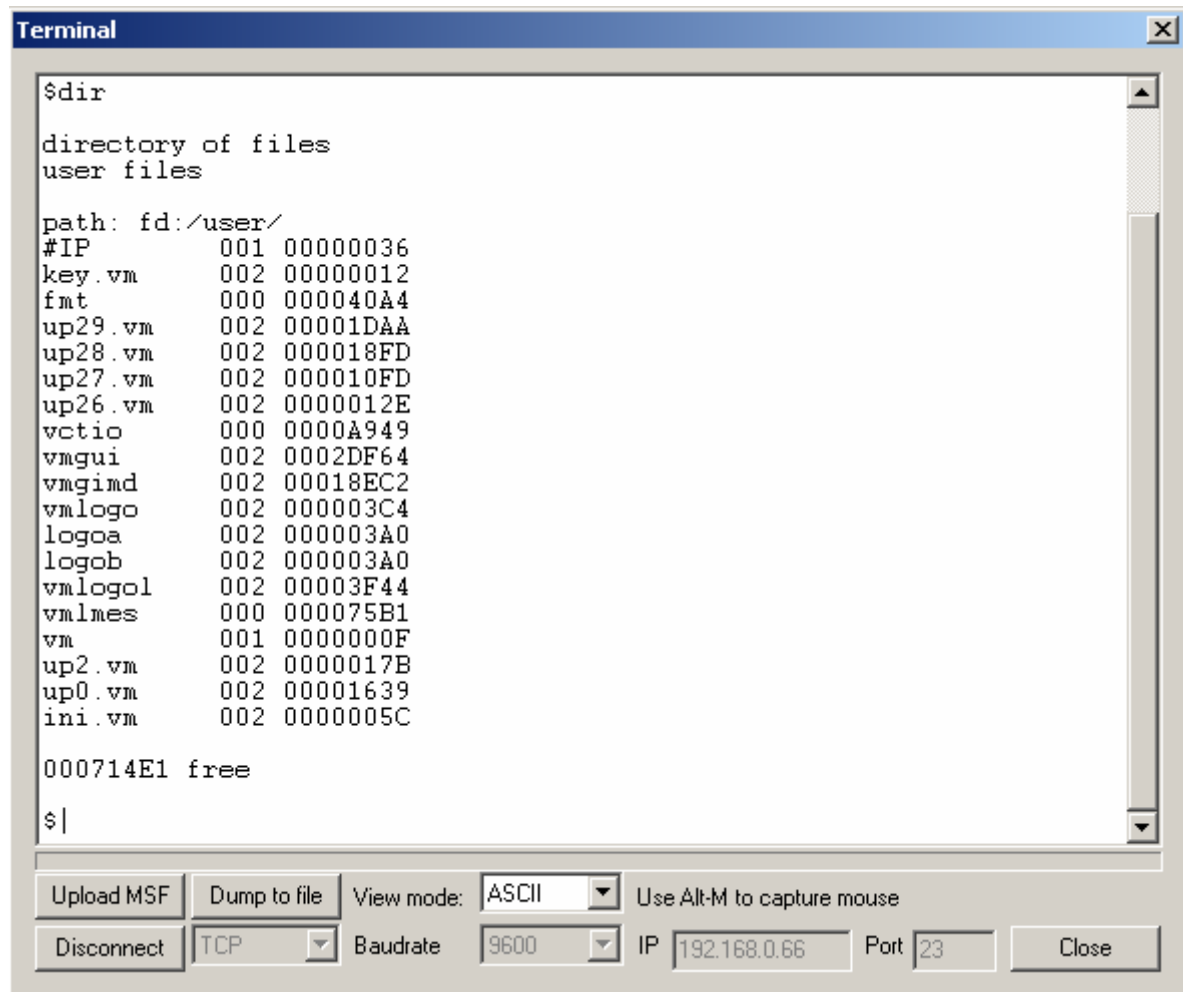 Terminal
$dir
directory of files
user files
path: fd:/user/
#IP 001 00000036
key.vm 002 00000012
fmt 000 000040A4
up29.vm 002 00001DAA
up28.vm 002 000018FD
up27.vm 002 000010FD
up26.vm 002 0000012E
vctio 000 0000A949
vmgui 002 0002DF64
vmgimd 002 00018EC2
vmlogo 002 000003C4
logoa 002 000003A0
logob 002 000003A0
vmlogol 002 00003F44
vmlmes 000 000075B1
vm 001 0000000F
up2.vm 002 0000017B
up0.vm 002 00001639
ini.vm 002 0000005C
000714E1 free
$
Upload MSF Dump to file View mode: ASCII Use Alt-M to capture mouse
Disconnect TCP Baudrate 9600 IP 192.168.0.66 Port 23 Close